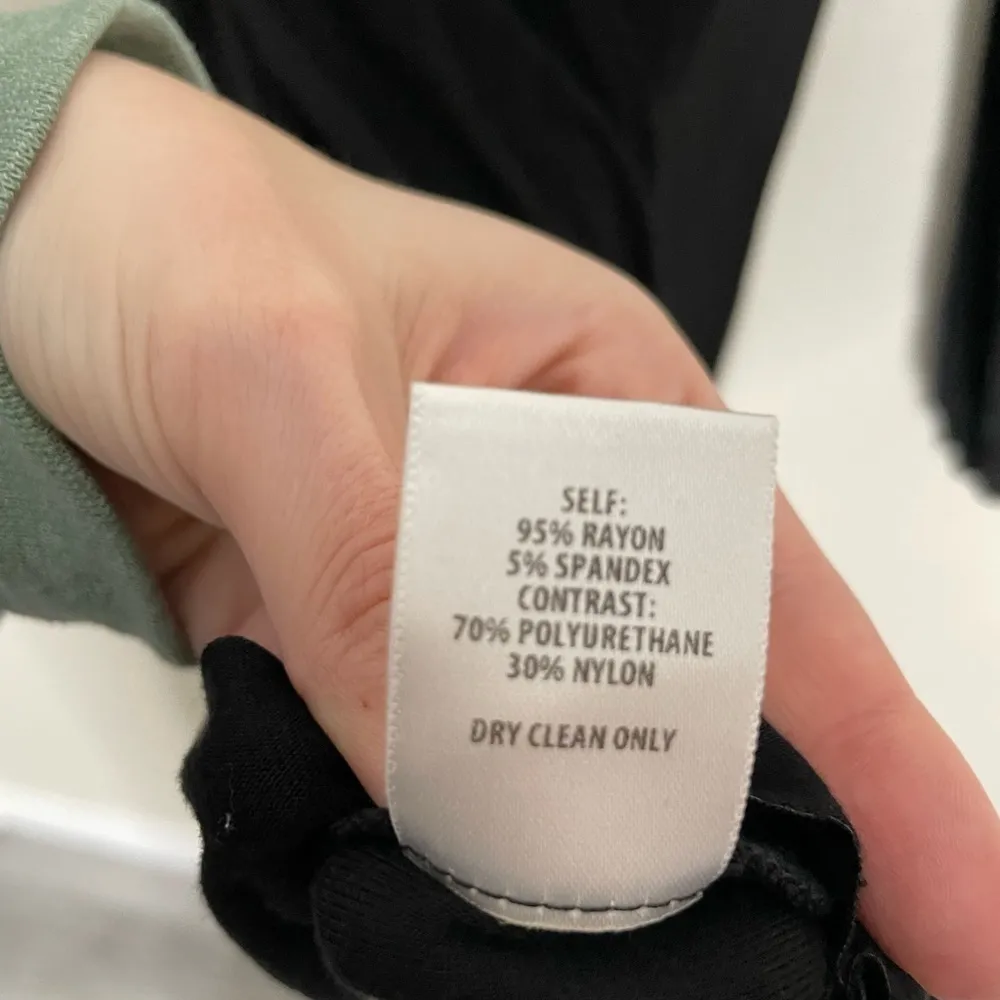 SELF:
95% RAYON
5% SPANDEX
CONTRAST:
70% POLYURETHANE
30% NYLON
DRY CLEAN ONLY